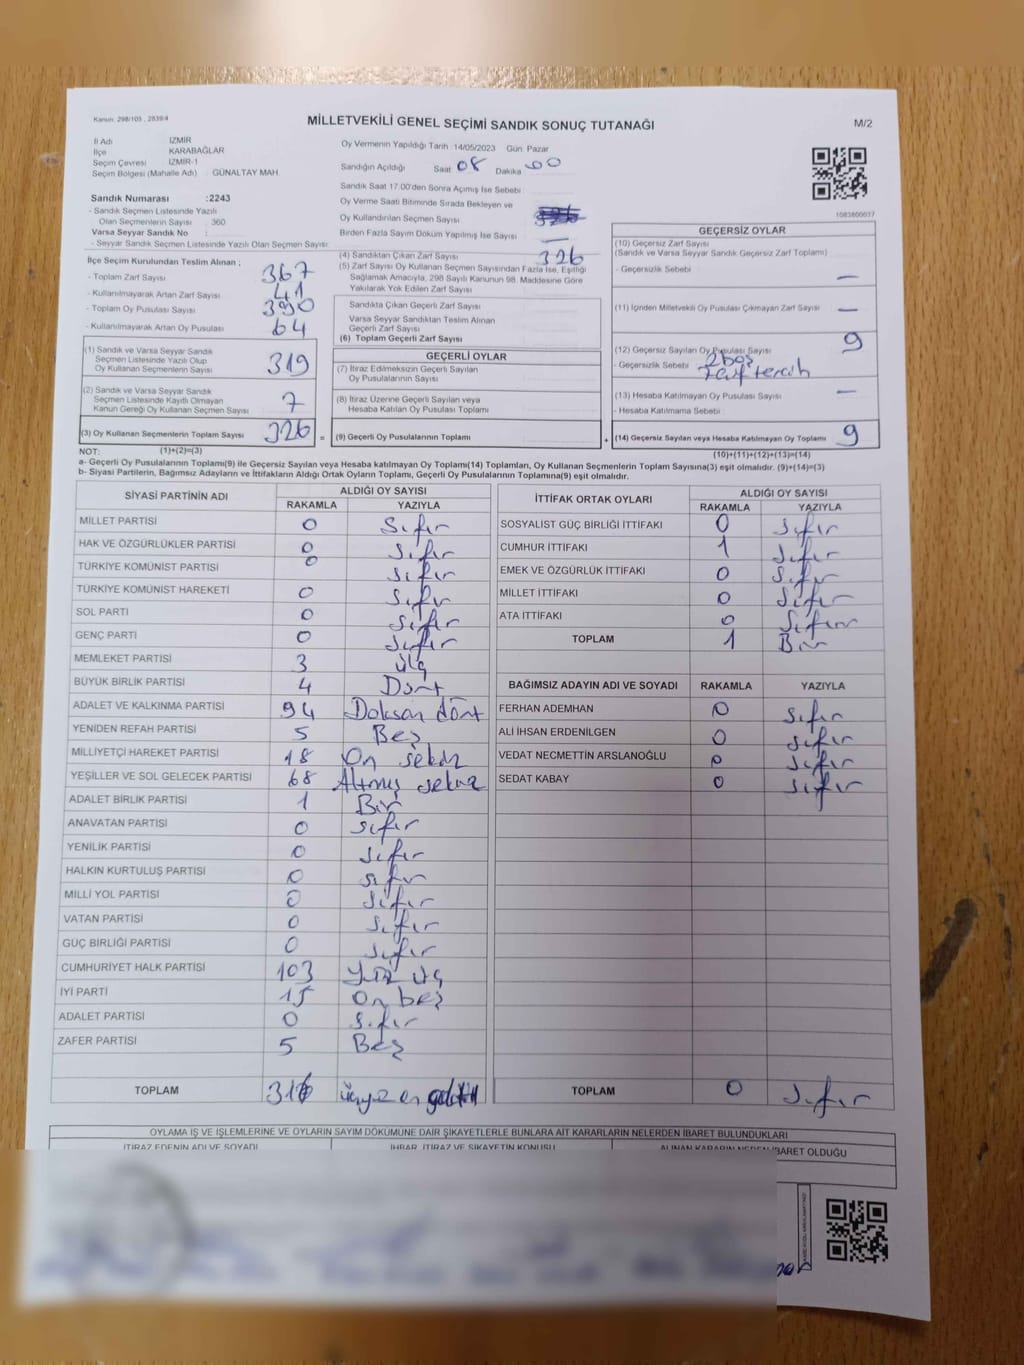 Kanun: 298/105 , 2839/4
MİLLETVEKİLİ GENEL SEÇİMİ SANDIK SONUÇ TUTANAĞI
M/2
İl Adı İZMİR
İlçe KARABAĞLAR
Seçim Çevresi İZMİR-1
Seçim Bölgesi (Mahalle Adı) : GÜNALTAY MAH.
Oy Vermenin Yapıldığı Tarih : 14/05/2023 Gün: Pazar
Sandığın Açıldığı Saat 08 Dakika 00
Sandık Saat 17.00'den Sonra Açımış İse Sebebi :
Oy Verme Saati Bitiminde Sırada Bekleyen ve
Oy Kullandırılan Seçmen Sayısı
Birden Fazla Sayım Döküm Yapılmış İse Sayısı —
Sandık Numarası :2243
- Sandık Seçmen Listesinde Yazılı
Olan Seçmenlerin Sayısı : 360
Varsa Seyyar Sandık No :
- Seyyar Sandık Seçmen Listesinde Yazılı Olan Seçmen Sayısı:
1083800037
İlçe Seçim Kurulundan Teslim Alınan ;
- Toplam Zarf Sayısı 367
- Kullanılmayarak Artan Zarf Sayısı 41
- Toplam Oy Pusulası Sayısı 390
- Kullanılmayarak Artan Oy Pusulası 64
(1) Sandık ve Varsa Seyyar Sandık
Seçmen Listesinde Yazılı Olup
Oy Kullanan Seçmenlerin Sayısı 319
(2) Sandık ve Varsa Seyyar Sandık
Seçmen Listesinde Kayıtlı Olmayan
Kanun Gereği Oy Kullanan Seçmen Sayısı 7
(3) Oy Kullanan Seçmenlerin Toplam Sayısı 326
(4) Sandıktan Çıkan Zarf Sayısı 326
(5) Zarf Sayısı Oy Kullanan Seçmen Sayısından Fazla İse, Eşitliği
Sağlamak Amacıyla, 298 Sayılı Kanunun 98. Maddesine Göre
Yakılarak Yok Edilen Zarf Sayısı
Sandıkta Çıkan Geçerli Zarf Sayısı
Varsa Seyyar Sandıktan Teslim Alınan
Geçerli Zarf Sayısı
(6) Toplam Geçerli Zarf Sayısı
GEÇERLİ OYLAR
(7) İtiraz Edilmeksizin Geçerli Sayılan
Oy Pusulalarının Sayısı
(8) İtiraz Üzerine Geçerli Sayılan veya
Hesaba Katılan Oy Pusulası Toplamı
= (9) Geçerli Oy Pusulalarının Toplamı +
GEÇERSİZ OYLAR
(10) Geçersiz Zarf Sayısı
(Sandık ve Varsa Seyyar Sandık Geçersiz Zarf Toplamı)
- Geçersizlik Sebebi : —
(11) İçinden Milletvekili Oy Pusulası Çıkmayan Zarf Sayısı —
(12) Geçersiz Sayılan Oy Pusulası Sayısı 9
- Geçersizlik Sebebi : 2 boş
tercih
(13) Hesaba Katılmayan Oy Pusulası Sayısı —
- Hesaba Katılmama Sebebi :
(14) Geçersiz Sayılan veya Hesaba Katılmayan Oy Toplamı 9
NOT: (1)+(2)=(3) (10)+(11)+(12)+(13)=(14)
a- Geçerli Oy Pusulalarının Toplamı(9) ile Geçersiz Sayılan veya Hesaba katılmayan Oy Toplamı(14) Toplamları, Oy Kullanan Seçmenlerin Toplam Sayısına(3) eşit olmalıdır. (9)+(14)=(3)
b- Siyasi Partilerin, Bağımsız Adayların ve İttifakların Aldığı Ortak Oyların Toplamı, Geçerli Oy Pusulalarının Toplamına(9) eşit olmalıdır.
SİYASİ PARTİNİN ADI ALDIĞI OY SAYISI
RAKAMLA YAZIYLA
MİLLET PARTİSİ 0 Sıfır
HAK VE ÖZGÜRLÜKLER PARTİSİ 0 Sıfır
TÜRKİYE KOMÜNİST PARTİSİ 0 Sıfır
TÜRKİYE KOMÜNİST HAREKETİ 0 Sıfır
SOL PARTİ 0 Sıfır
GENÇ PARTİ 0 Sıfır
MEMLEKET PARTİSİ 3 Üç
BÜYÜK BİRLİK PARTİSİ 4 Dört
ADALET VE KALKINMA PARTİSİ 94 Doksan dört
YENİDEN REFAH PARTİSİ 5 Beş
MİLLİYETÇİ HAREKET PARTİSİ 18 On sekiz
YEŞİLLER VE SOL GELECEK PARTİSİ 68 Altmış sekiz
ADALET BİRLİK PARTİSİ 1 Bir
ANAVATAN PARTİSİ 0 sıfır
YENİLİK PARTİSİ 0 sıfır
HALKIN KURTULUŞ PARTİSİ 0 sıfır
MİLLİ YOL PARTİSİ 0 sıfır
VATAN PARTİSİ 0 sıfır
GÜÇ BİRLİĞİ PARTİSİ 0 sıfır
CUMHURİYET HALK PARTİSİ 103 Yüz üç
İYİ PARTİ 15 On beş
ADALET PARTİSİ 0 sıfır
ZAFER PARTİSİ 5 Beş
TOPLAM
İTTİFAK ORTAK OYLARI ALDIĞI OY SAYISI
RAKAMLA YAZIYLA
SOSYALİST GÜÇ BİRLİĞİ İTTİFAKI 0 Sıfır
CUMHUR İTTİFAKI 1 Sıfır
EMEK VE ÖZGÜRLÜK İTTİFAKI 0 Sıfır
MİLLET İTTİFAKI 0 Sıfır
ATA İTTİFAKI 0 Sıfır
TOPLAM 1 Bir
BAĞIMSIZ ADAYIN ADI VE SOYADI RAKAMLA YAZIYLA
FERHAN ADEMHAN 0 sıfır
ALİ İHSAN ERDENİLGEN 0 sıfır
VEDAT NECMETTİN ARSLANOĞLU 0 sıfır
SEDAT KABAY 0 sıfır
TOPLAM 0 sıfır
OYLAMA İŞ VE İŞLEMLERİNE VE OYLARIN SAYIM DÖKÜMÜNE DAİR ŞİKAYETLERLE BUNLARA AİT KARARLARIN NELERDEN İBARET BULUNDUKLARI
İTİRAZ EDENİN ADI VE SOYADI İHBAR, İTİRAZ VE ŞİKAYETİN KONUSU ALINAN KARARIN NEDEN İBARET OLDUĞU